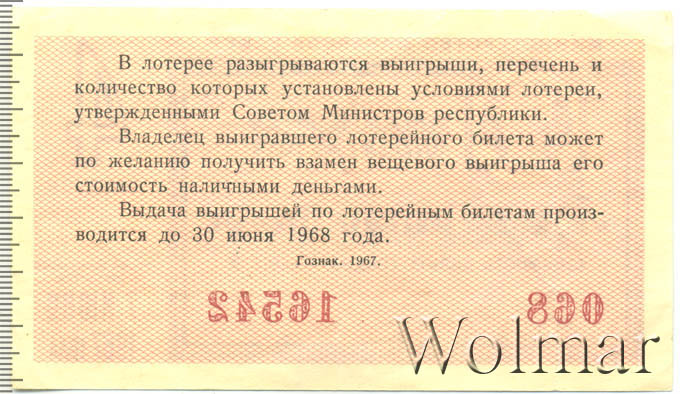 В лотерее разыгрываются выигрыши, перечень и
количество которых установлены условиями лотереи,
утвержденными Советом Министров республики.
Владелец выигравшего лотерейного билета может
по желанию получить взамен вещевого выигрыша его
стоимость наличными деньгами.
Выдача выигрышей по лотерейным билетам произ-
водится до 30 июня 1968 года.
Гознак. 1967.
16542 068
Wolmar